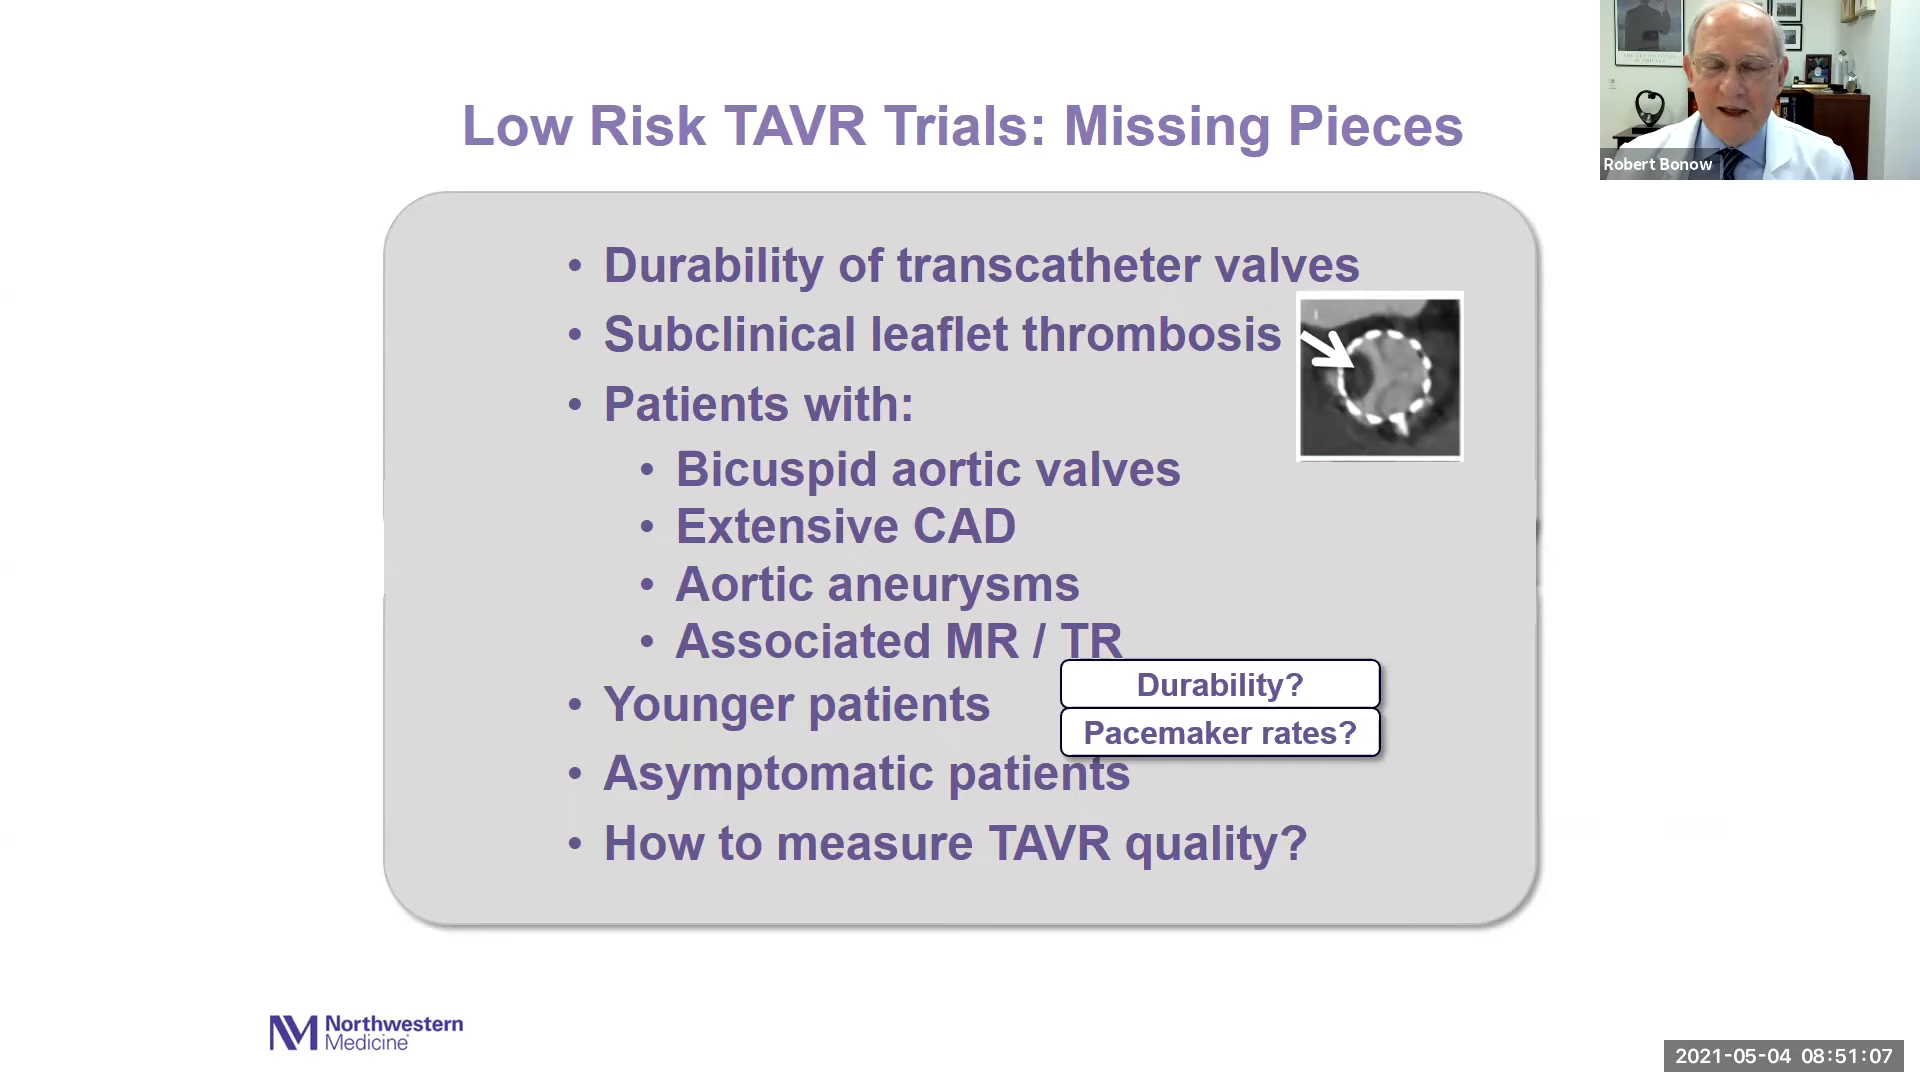 Low Risk TAVR Trials: Missing Pieces
Robert Bonow
• Durability of transcatheter valves
• Subclinical leaflet thrombosis
• Patients with:
• Bicuspid aortic valves
• Extensive CAD
• Aortic aneurysms
• Associated MR / TR
Durability?
• Younger patients
Pacemaker rates?
• Asymptomatic patients
• How to measure TAVR quality?
NM Northwestern
Medicine
2021-05-04 08:51:07